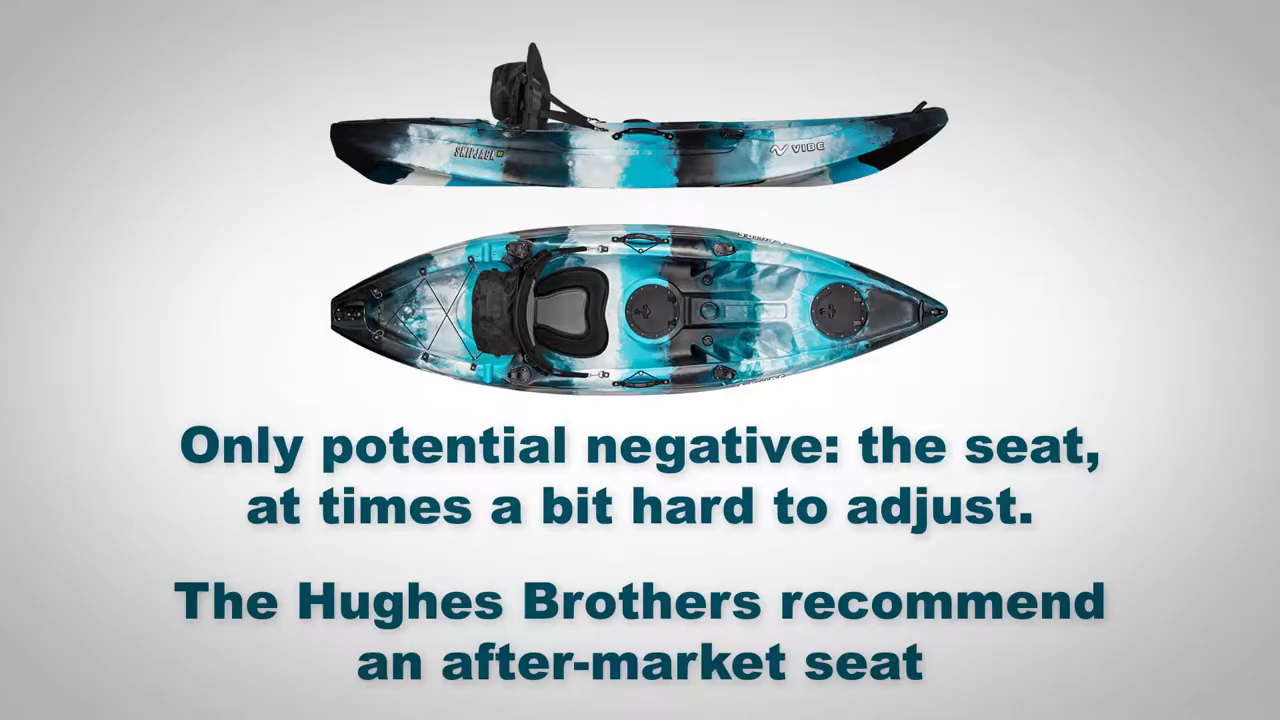 SKIPJACK 90
VIBE
Only potential negative: the seat,
at times a bit hard to adjust.
The Hughes Brothers recommend
an after-market seat